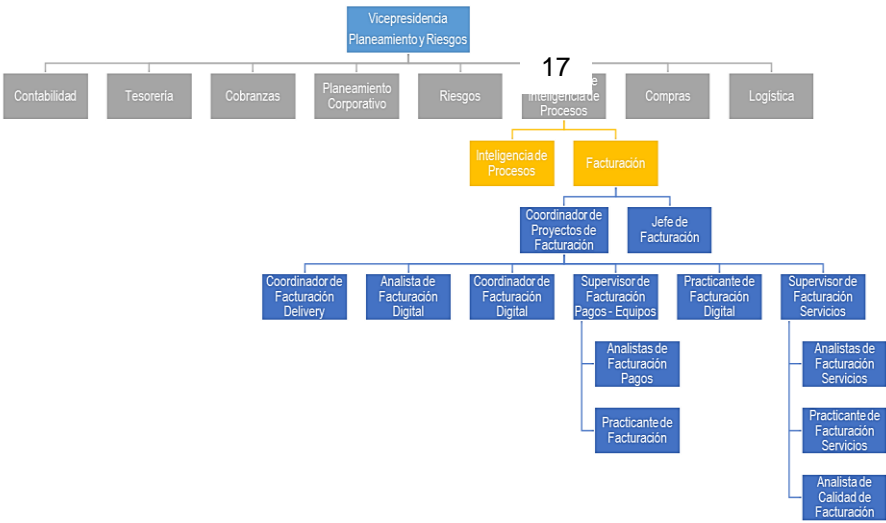 Vicepresidencia
Planeamiento y Riesgos
17
Contabilidad
Tesorería
Cobranzas
Planeamiento
Corporativo
Riesgos
Inteligencia de
Procesos
Compras
Logística
Inteligencia de
Procesos
Facturación
Coordinador de
Proyectos de
Facturación
Jefe de
Facturación
Coordinador de
Facturación
Delivery
Analista de
Facturación
Digital
Coordinador de
Facturación
Digital
Supervisor de
Facturación
Pagos - Equipos
Practicante de
Facturación
Digital
Supervisor de
Facturación
Servicios
Analistas de
Facturación
Pagos
Practicante de
Facturación
Analistas de
Facturación
Servicios
Practicante de
Facturación
Servicios
Analista de
Calidad de
Facturación